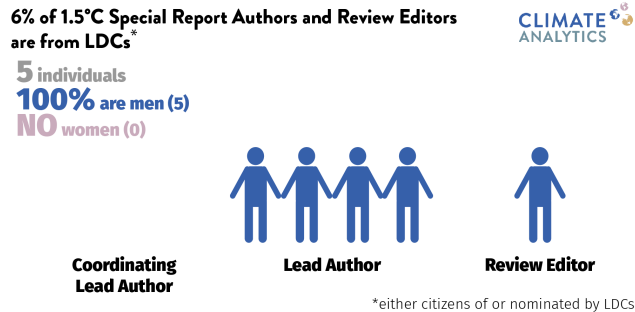 6% of 1.5°C Special Report Authors and Review Editors
are from LDCs*
CLIMATE
ANALYTICS
5 individuals
100% are men (5)
NO women (0)
Coordinating
Lead Author
Lead Author
Review Editor
*either citizens of or nominated by LDCs